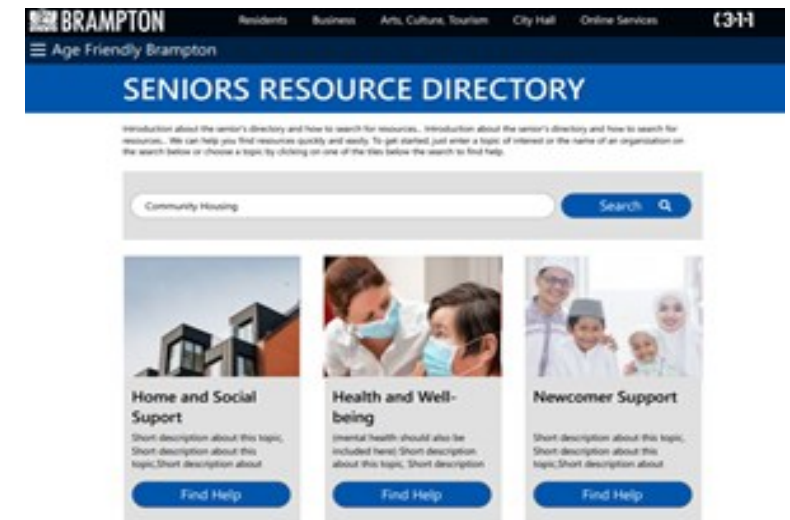 BRAMPTON Residents Business Arts, Culture, Tourism City Hall Online Services 311
Age Friendly Brampton
SENIORS RESOURCE DIRECTORY
Introduction about the senior's directory and how to search for resources.. Introduction about the senior's directory and how to search for
resources.. We can help you find resources quickly and easily. To get started just enter a topic of interest or the name of an organization on
the search below or choose a topic by clicking on one of the tiles below the search to find help.
Community Housing
Search
Home and Social
Suport
Short description about this topic,
Short description about this
topic,Short description about
Find Help
Health and Well-
being
(mental health should also be
included here) Short description
about this topic, Short description
Find Help
Newcomer Support
Short description about this topic,
Short description about this
topic,Short description about
Find Help